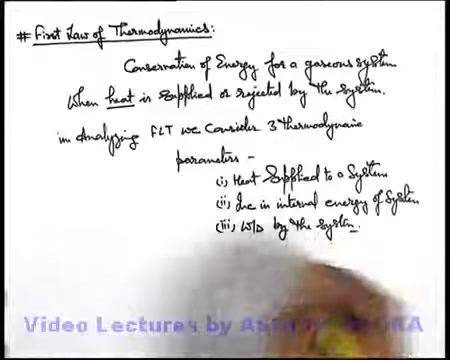 # First Law of Thermodynamics:
Conservation of Energy for a gaseous system
When heat is supplied or rejected by the system.
in Analyzing FLT we Consider 3 thermodynamic
parameters -
(i) Heat Supplied to a System
(ii) Inc in internal energy of System
(iii) W/D by the system.
Video Lectures by